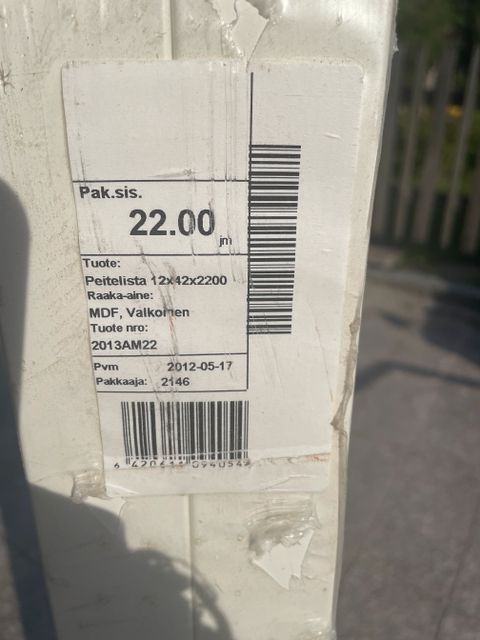 Pak.sis.
22.00 jm
Tuote:
Peitelista 12x42x2200
Raaka-aine:
MDF, Valkoinen
Tuote nro:
2013AM22
Pvm 2012-05-17
Pakkaaja: 2146